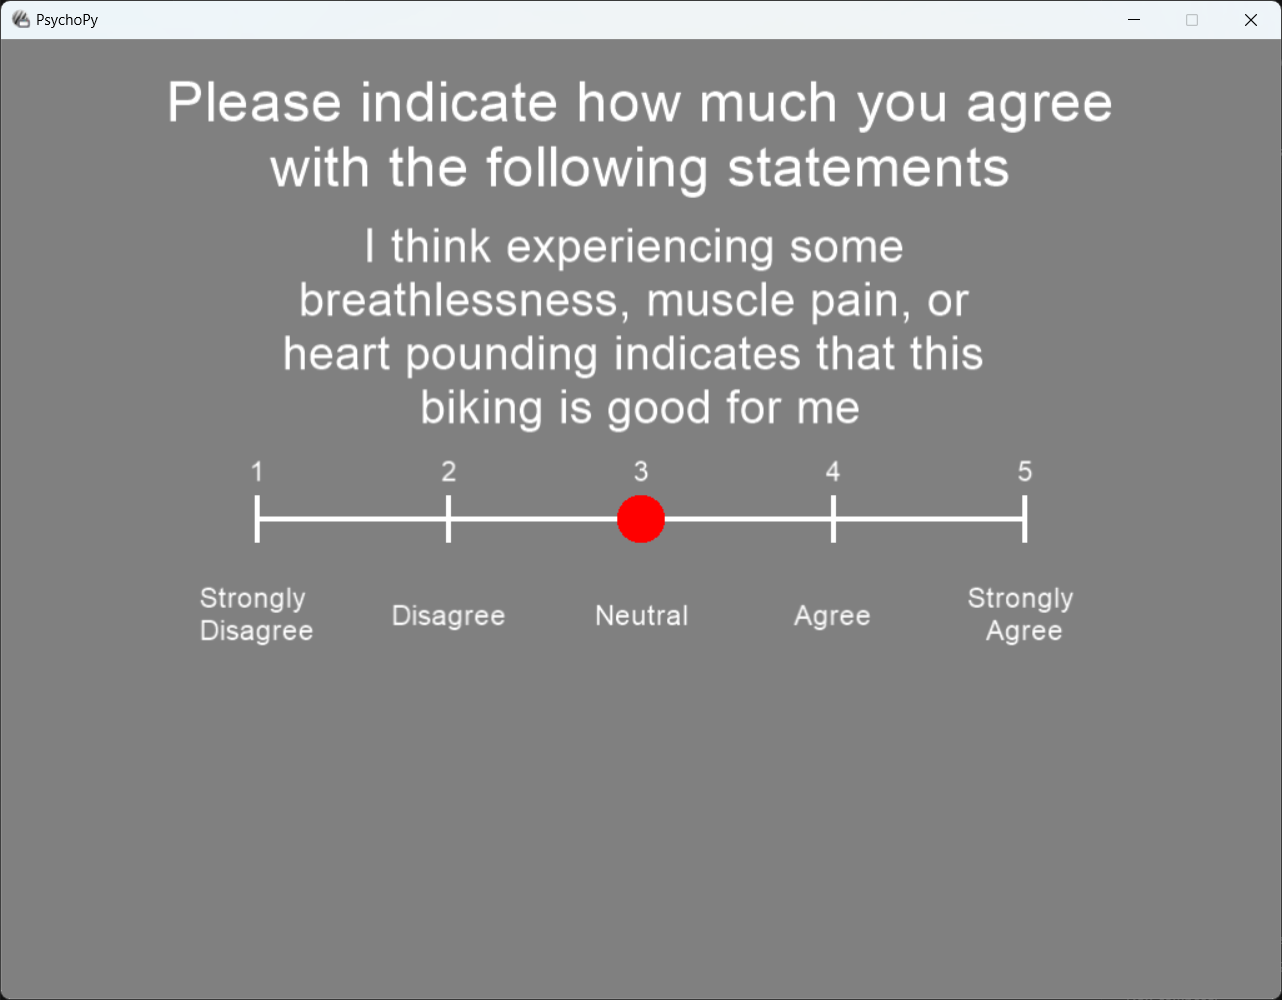 PsychoPy
Please indicate how much you agree
with the following statements
I think experiencing some
breathlessness, muscle pain, or
heart pounding indicates that this
biking is good for me
1 2 3 4 5
Strongly
Disagree
Disagree
Neutral
Agree
Strongly
Agree